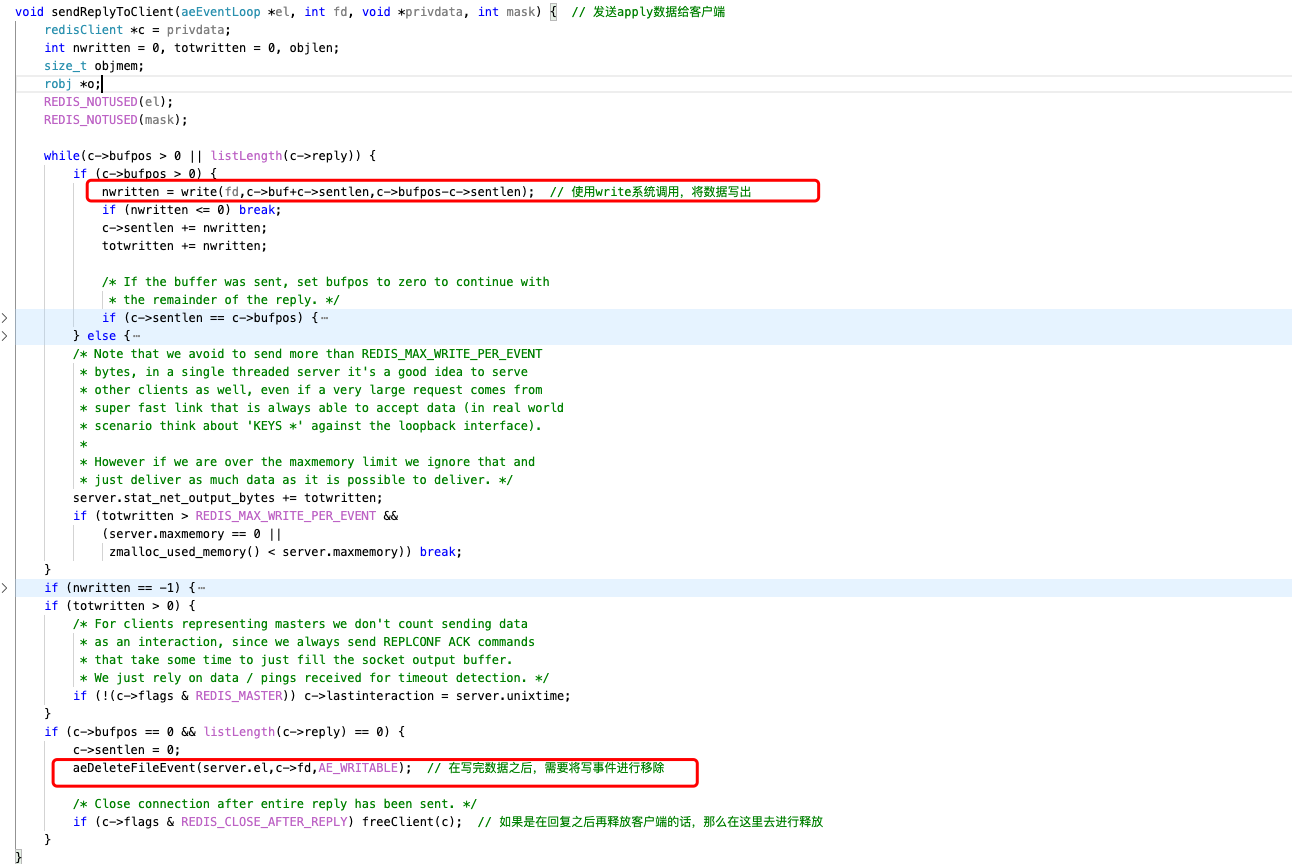 void sendReplyToClient(aeEventLoop *el, int fd, void *privdata, int mask) {  // 发送apply数据给客户端
    redisClient *c = privdata;
    int nwritten = 0, totwritten = 0, objlen;
    size_t objmem;
    robj *o;
    REDIS_NOTUSED(el);
    REDIS_NOTUSED(mask);

    while(c->bufpos > 0 || listLength(c->reply)) {
        if (c->bufpos > 0) {
            nwritten = write(fd,c->buf+c->sentlen,c->bufpos-c->sentlen);  // 使用write系统调用，将数据写出
            if (nwritten <= 0) break;
            c->sentlen += nwritten;
            totwritten += nwritten;

            /* If the buffer was sent, set bufpos to zero to continue with
             * the remainder of the reply. */
            if (c->sentlen == c->bufpos) {⋯
        } else {⋯
        /* Note that we avoid to send more than REDIS_MAX_WRITE_PER_EVENT
         * bytes, in a single threaded server it's a good idea to serve
         * other clients as well, even if a very large request comes from
         * super fast link that is always able to accept data (in real world
         * scenario think about 'KEYS *' against the loopback interface).
         *
         * However if we are over the maxmemory limit we ignore that and
         * just deliver as much data as it is possible to deliver. */
        server.stat_net_output_bytes += totwritten;
        if (totwritten > REDIS_MAX_WRITE_PER_EVENT &&
            (server.maxmemory == 0 ||
             zmalloc_used_memory() < server.maxmemory)) break;
    }
    if (nwritten == -1) {⋯
    if (totwritten > 0) {
        /* For clients representing masters we don't count sending data
         * as an interaction, since we always send REPLCONF ACK commands
         * that take some time to just fill the socket output buffer.
         * We just rely on data / pings received for timeout detection. */
        if (!(c->flags & REDIS_MASTER)) c->lastinteraction = server.unixtime;
    }
    if (c->bufpos == 0 && listLength(c->reply) == 0) {
        c->sentlen = 0;
        aeDeleteFileEvent(server.el,c->fd,AE_WRITABLE);  // 在写完数据之后，需要将写事件进行移除

        /* Close connection after entire reply has been sent. */
        if (c->flags & REDIS_CLOSE_AFTER_REPLY) freeClient(c);  // 如果是在回复之后再释放客户端的话，那么在这里去进行释放
    }
}